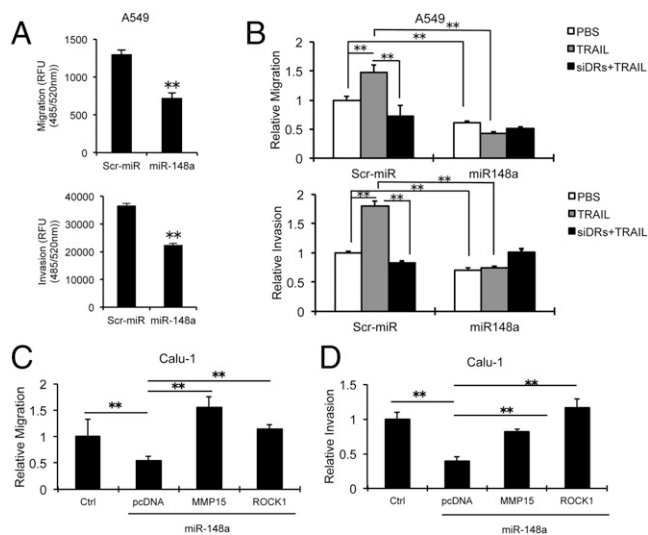 A
A549
Migration (RFU
(485/520nm))
1500
1000
500
0
**
Scr-miR miR-148a
Invasion (RFU
(485/520nm))
40000
30000
20000
10000
0
**
Scr-miR miR-148a
B
A549
Relative Migration
2
1.5
1
0.5
0
**
**
**
**
PBS
TRAIL
siDRs+TRAIL
Scr-miR miR148a
Relative Invasion
2
1.5
1
0.5
0
**
**
**
**
PBS
TRAIL
siDRs+TRAIL
Scr-miR miR148a
C
Calu-1
Relative Migration
2
1.5
1
0.5
0
**
**
**
Ctrl pcDNA MMP15 ROCK1
miR-148a
D
Calu-1
Relative Invasion
1.5
1
0.5
0
**
**
**
Ctrl pcDNA MMP15 ROCK1
miR-148a